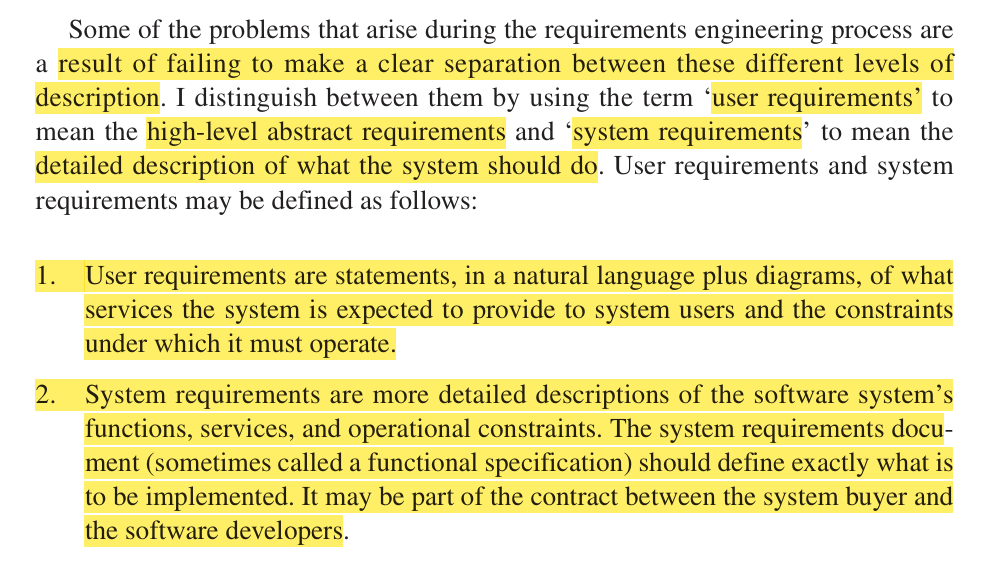 Some of the problems that arise during the requirements engineering process are
a result of failing to make a clear separation between these different levels of
description. I distinguish between them by using the term ‘user requirements’ to
mean the high-level abstract requirements and ‘system requirements’ to mean the
detailed description of what the system should do. User requirements and system
requirements may be defined as follows:
1. User requirements are statements, in a natural language plus diagrams, of what
services the system is expected to provide to system users and the constraints
under which it must operate.
2. System requirements are more detailed descriptions of the software system’s
functions, services, and operational constraints. The system requirements docu-
ment (sometimes called a functional specification) should define exactly what is
to be implemented. It may be part of the contract between the system buyer and
the software developers.